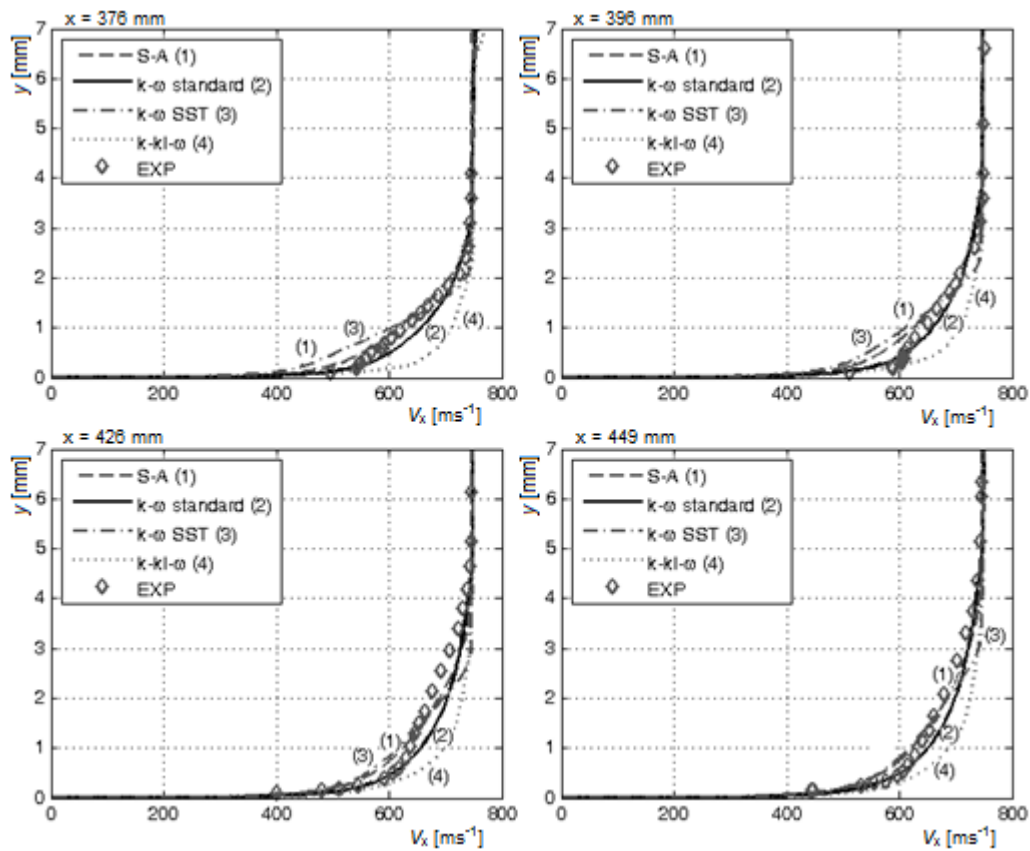 x = 376 mm
y [mm]
7
6
5
4
3
2
1
0
S-A (1)
k-ω standard (2)
k-ω SST (3)
k-kl-ω (4)
EXP
(3)
(1)
(2)
(4)
0
200
400
600
800
Vx [ms-1]
x = 396 mm
y [mm]
7
6
5
4
3
2
1
0
S-A (1)
k-ω standard (2)
k-ω SST (3)
k-kl-ω (4)
EXP
(1)
(4)
(3)
(2)
0
200
400
600
800
Vx [ms-1]
x = 426 mm
y [mm]
7
6
5
4
3
2
1
0
S-A (1)
k-ω standard (2)
k-ω SST (3)
k-kl-ω (4)
EXP
(1)
(2)
(3)
(4)
0
200
400
600
800
Vx [ms-1]
x = 449 mm
y [mm]
7
6
5
4
3
2
1
0
S-A (1)
k-ω standard (2)
k-ω SST (3)
k-kl-ω (4)
EXP
(3)
(1)
(2)
(4)
0
200
400
600
800
Vx [ms-1]